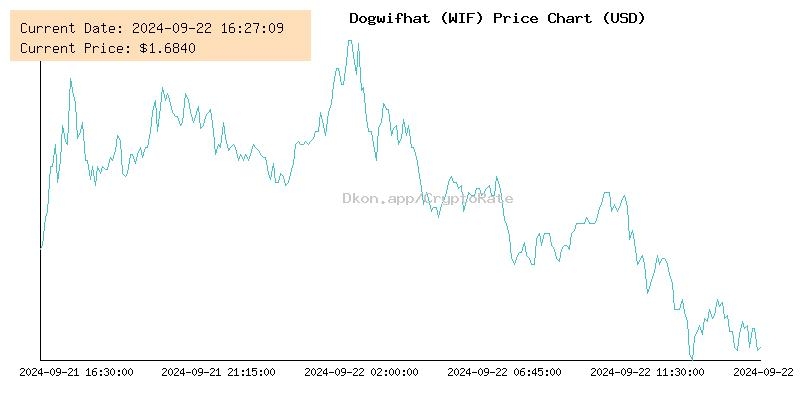 Dogwifhat (WIF) Price Chart (USD)
Current Date: 2024-09-22 16:27:09
Current Price: $1.6840
Dkon.app/CryptoRate
2024-09-21 16:30:00 2024-09-21 21:15:00 2024-09-22 02:00:00 2024-09-22 06:45:00 2024-09-22 11:30:00 2024-09-22